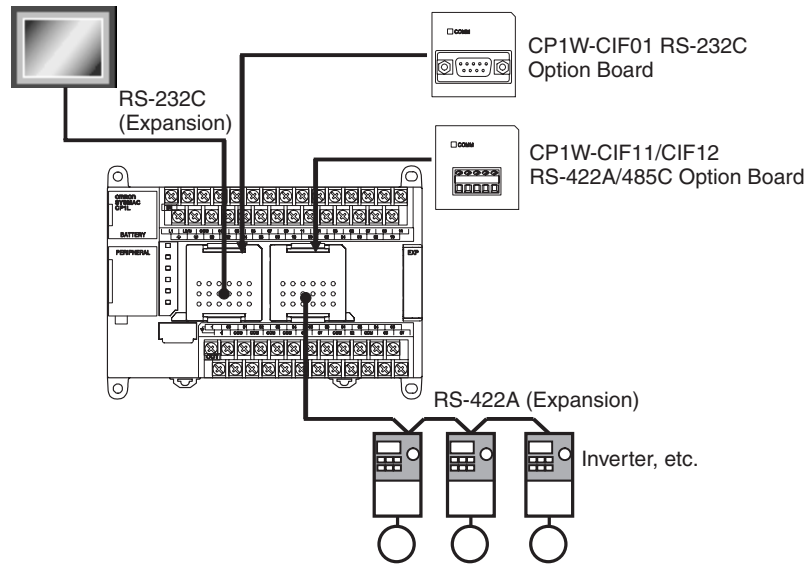 COMM
CP1W-CIF01 RS-232C
Option Board
RS-232C
(Expansion)
COMM
CP1W-CIF11/CIF12
RS-422A/485C Option Board
OMRON
SYSMAC
CP1L
BATTERY
PERIPHERAL
EXP
OUT
RS-422A (Expansion)
Inverter, etc.